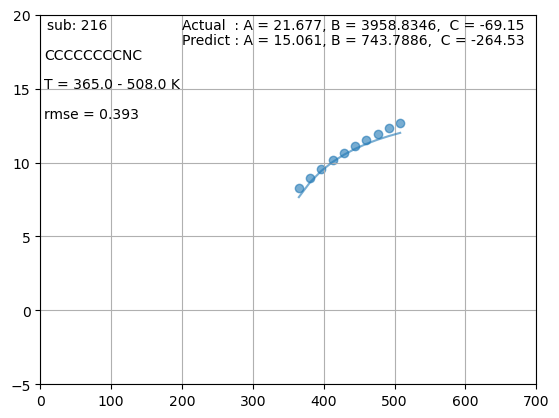 sub: 216
Actual  : A = 21.677, B = 3958.8346,  C = -69.15
Predict : A = 15.061, B = 743.7886,  C = -264.53
CCCCCCCCNC
T = 365.0 - 508.0 K
rmse = 0.393
20
15
10
5
0
−5
0 100 200 300 400 500 600 700